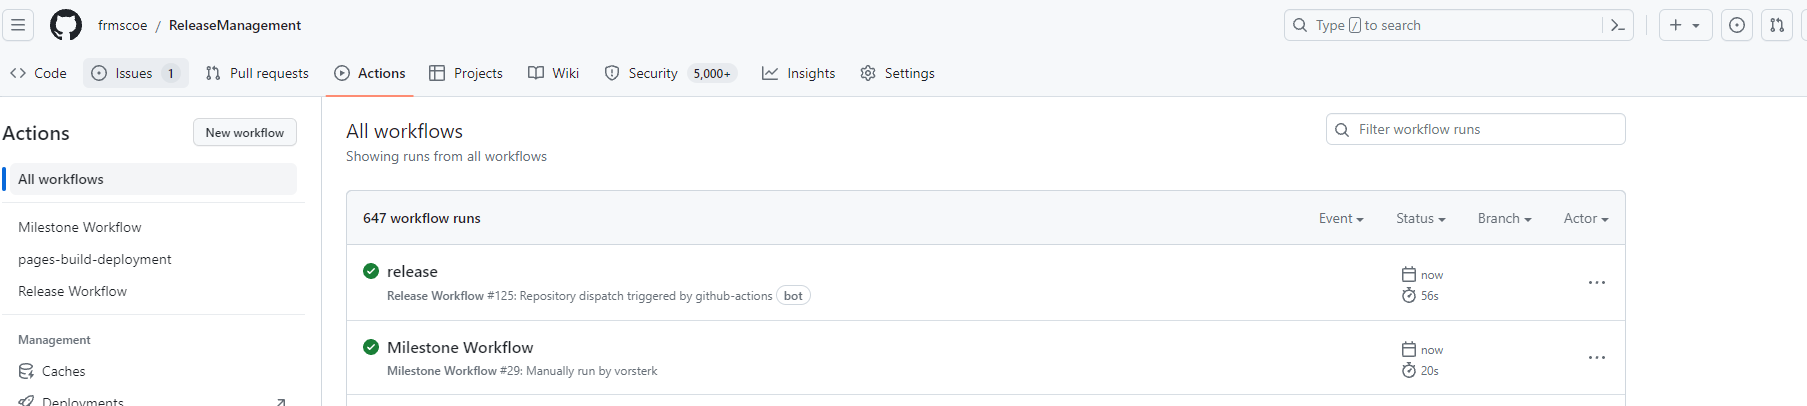 frmscoe / ReleaseManagement
Type / to search
Code
Issues 1
Pull requests
Actions
Projects
Wiki
Security 5,000+
Insights
Settings
Actions
New workflow
All workflows
Milestone Workflow
pages-build-deployment
Release Workflow
Management
Caches
Deployments
All workflows
Showing runs from all workflows
Filter workflow runs
647 workflow runs
Event
Status
Branch
Actor
release
Release Workflow #125: Repository dispatch triggered by github-actions bot
now
56s
Milestone Workflow
Milestone Workflow #29: Manually run by vorsterk
now
20s